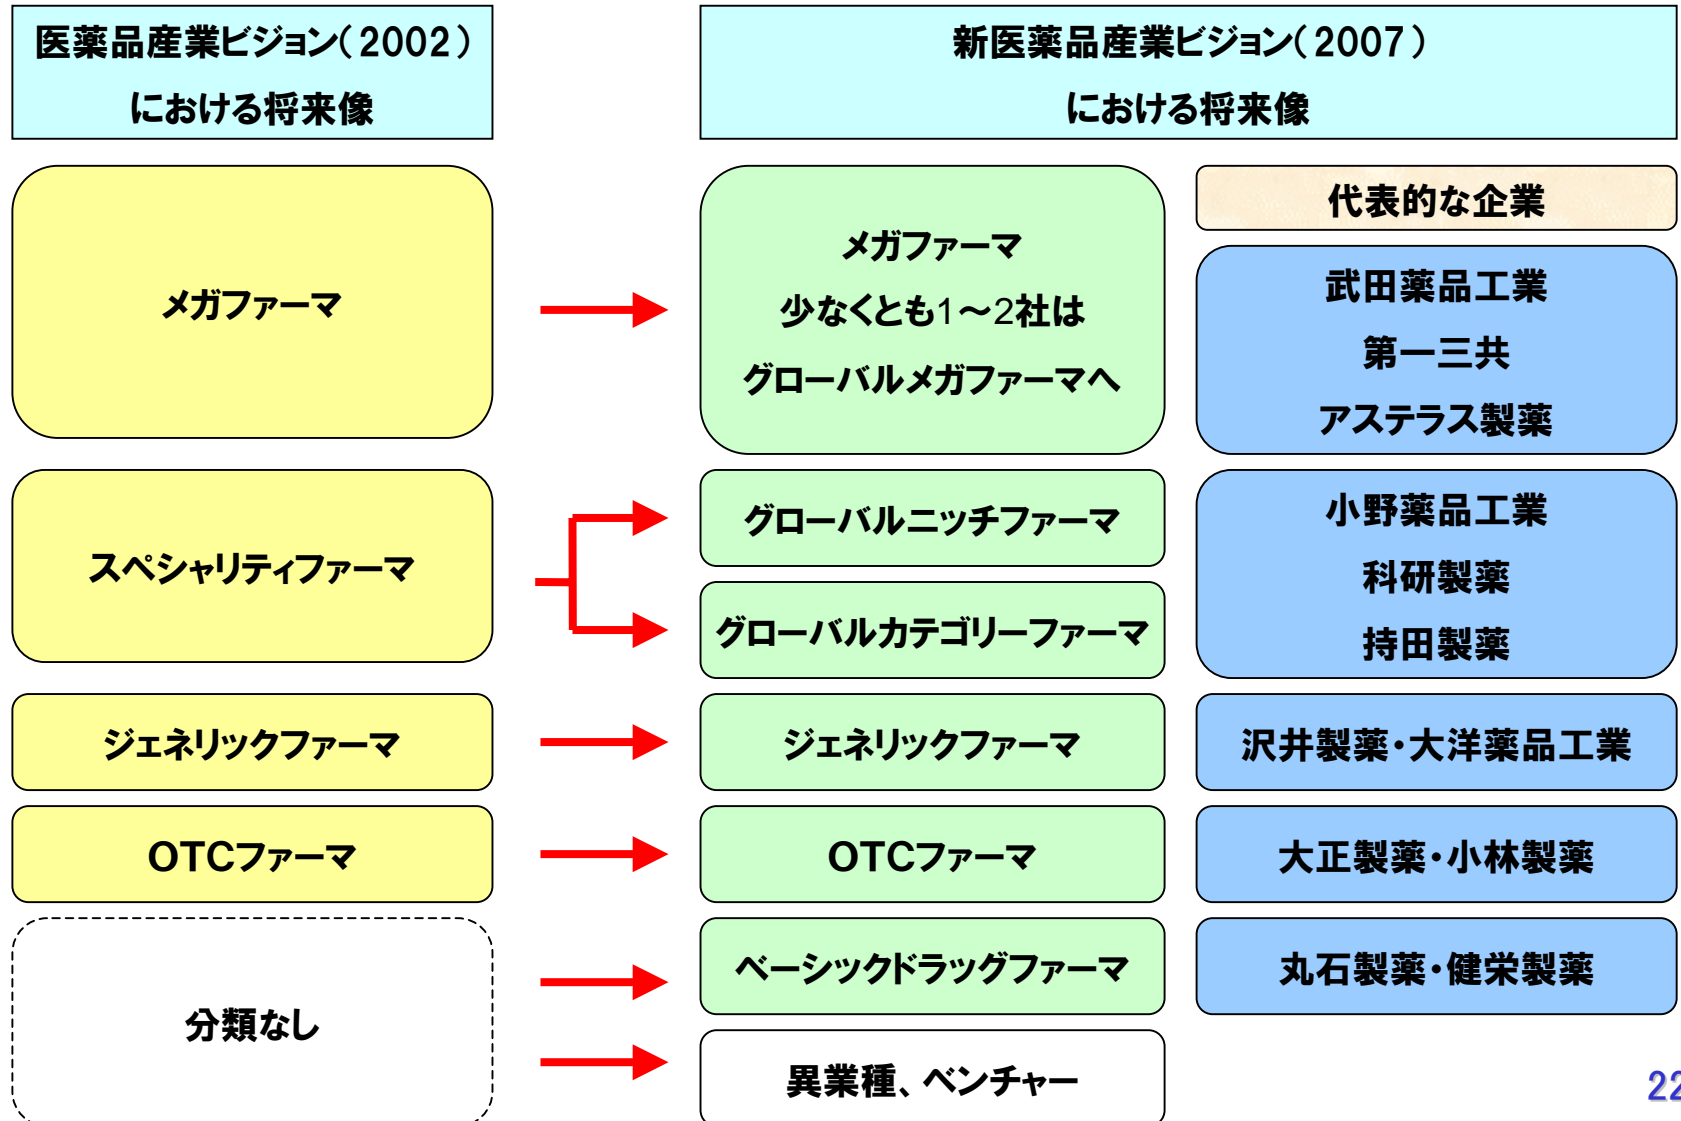 医薬品産業ビジョン(2002)
における将来像
新医薬品産業ビジョン(2007)
における将来像
代表的な企業
メガファーマ
メガファーマ
少なくとも1～2社は
グローバルメガファーマへ
武田薬品工業
第一三共
アステラス製薬
スペシャリティファーマ
グローバルニッチファーマ
グローバルカテゴリーファーマ
小野薬品工業
科研製薬
持田製薬
ジェネリックファーマ
ジェネリックファーマ
沢井製薬・大洋薬品工業
OTCファーマ
OTCファーマ
大正製薬・小林製薬
分類なし
ベーシックドラッグファーマ
丸石製薬・健栄製薬
異業種、ベンチャー
22